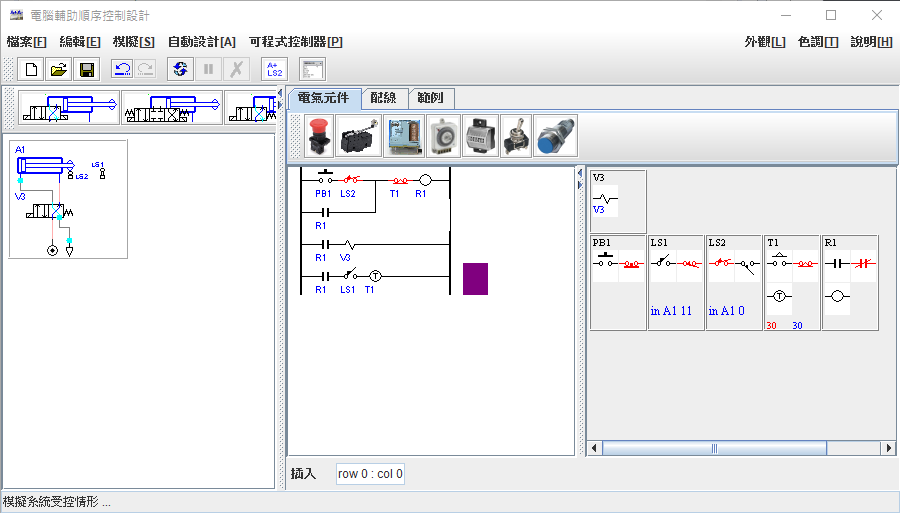 電腦輔助順序控制設計
檔案[F] 編輯[E] 模擬[S] 自動設計[A] 可程式控制器[P] 外觀[L] 色調[T] 說明[H]
A+
LS2
電氣元件 配線 範例
A1
LS2
LS1
V3
PB1 LS2 T1 R1
R1
R1 V3
T
R1 LS1 T1
V3
V3
PB1 LS1 LS2 T1 R1
T
in A1 11 in A1 0
30 30
插入 row 0 : col 0
模擬系統受控情形 ...